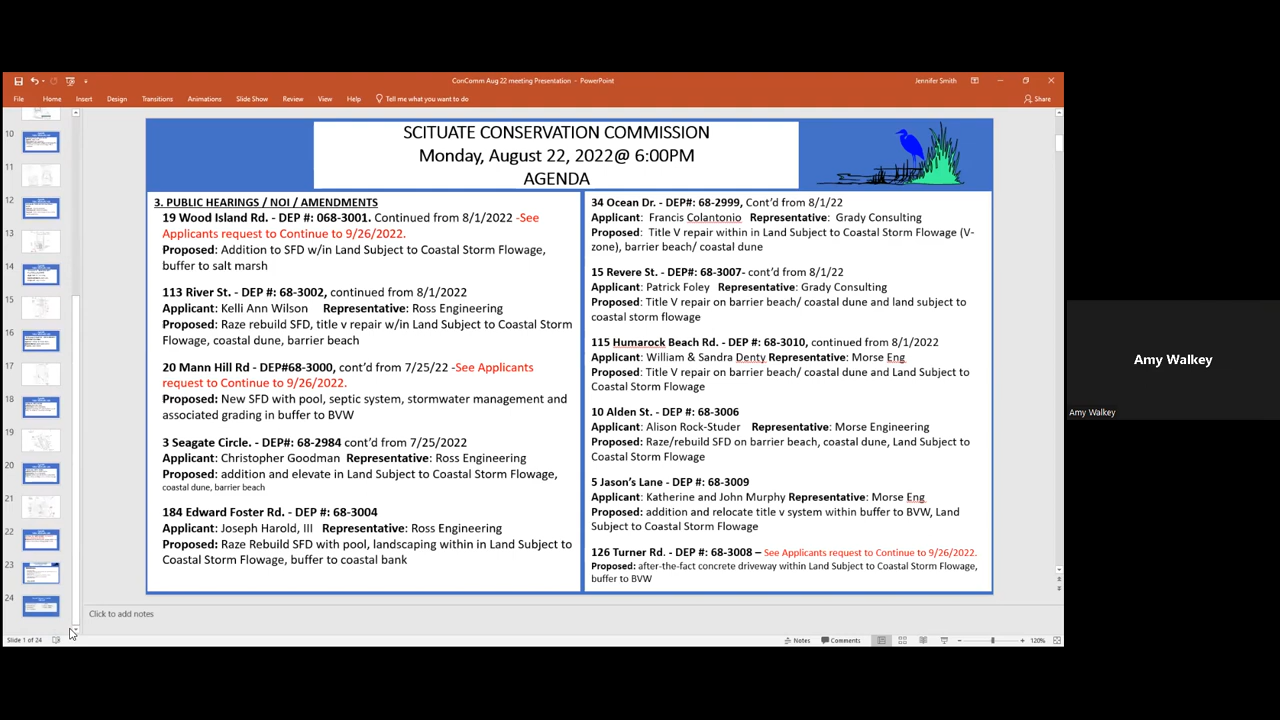 ConComm Aug 22 meeting Presentation - PowerPoint
Jennifer Smith
File Home Insert Design Transitions Animations Slide Show Review View Help Tell me what you want to do
Share
SCITUATE CONSERVATION COMMISSION
Monday, August 22, 2022@ 6:00PM
AGENDA
3. PUBLIC HEARINGS / NOI / AMENDMENTS
19 Wood Island Rd. - DEP #: 068-3001. Continued from 8/1/2022 -See
Applicants request to Continue to 9/26/2022.
Proposed: Addition to SFD w/in Land Subject to Coastal Storm Flowage,
buffer to salt marsh
113 River St. - DEP #: 68-3002, continued from 8/1/2022
Applicant: Kelli Ann Wilson Representative: Ross Engineering
Proposed: Raze rebuild SFD, title v repair w/in Land Subject to Coastal Storm
Flowage, coastal dune, barrier beach
20 Mann Hill Rd - DEP#68-3000, cont’d from 7/25/22 -See Applicants
request to Continue to 9/26/2022.
Proposed: New SFD with pool, septic system, stormwater management and
associated grading in buffer to BVW
3 Seagate Circle. - DEP#: 68-2984 cont’d from 7/25/2022
Applicant: Christopher Goodman Representative: Ross Engineering
Proposed: addition and elevate in Land Subject to Coastal Storm Flowage,
coastal dune, barrier beach
184 Edward Foster Rd. - DEP #: 68-3004
Applicant: Joseph Harold, III Representative: Ross Engineering
Proposed: Raze Rebuild SFD with pool, landscaping within in Land Subject to
Coastal Storm Flowage, buffer to coastal bank
34 Ocean Dr. - DEP#: 68-2999, Cont’d from 8/1/22
Applicant: Francis Colantonio Representative: Grady Consulting
Proposed: Title V repair within in Land Subject to Coastal Storm Flowage (V-
zone), barrier beach/ coastal dune
15 Revere St. - DEP#: 68-3007- cont’d from 8/1/22
Applicant: Patrick Foley Representative: Grady Consulting
Proposed: Title V repair on barrier beach/ coastal dune and land subject to
coastal storm flowage
115 Humarock Beach Rd. - DEP #: 68-3010, continued from 8/1/2022
Applicant: William & Sandra Denty Representative: Morse Eng
Proposed: Title V repair on barrier beach/ coastal dune and Land Subject to
Coastal Storm Flowage
10 Alden St. - DEP #: 68-3006
Applicant: Alison Rock-Studer Representative: Morse Engineering
Proposed: Raze/rebuild SFD on barrier beach, coastal dune, Land Subject to
Coastal Storm Flowage
5 Jason’s Lane - DEP # 68-3009
Applicant: Katherine and John Murphy Representative: Morse Eng
Proposed: addition and relocate title v system within buffer to BVW, Land
Subject to Coastal Storm Flowage
126 Turner Rd. - DEP #: 68-3008 – See Applicants request to Continue to 9/26/2022.
Proposed: after-the-fact concrete driveway within Land Subject to Coastal Storm Flowage,
buffer to BVW
10
11
12
13
14
15
16
17
18
19
20
21
22
23
24
Click to add notes
Slide 1 of 24
Notes Comments 120%
Amy Walkey
Amy Walkey